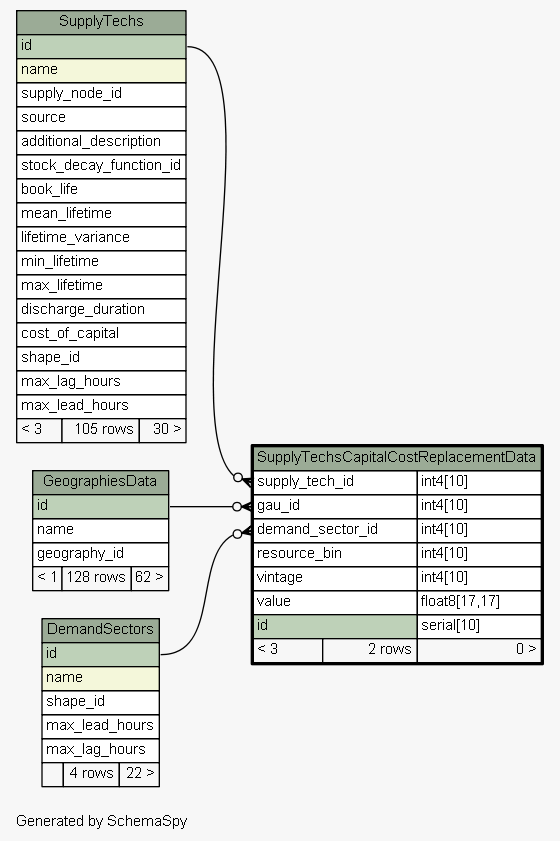 SupplyTechs
id
name
supply_node_id
source
additional_description
stock_decay_function_id
book_life
mean_lifetime
lifetime_variance
min_lifetime
max_lifetime
discharge_duration
cost_of_capital
shape_id
max_lag_hours
max_lead_hours
< 3 105 rows 30 >
GeographiesData
id
name
geography_id
< 1 128 rows 62 >
DemandSectors
id
name
shape_id
max_lead_hours
max_lag_hours
4 rows 22 >
SupplyTechsCapitalCostReplacementData
supply_tech_id int4[10]
gau_id int4[10]
demand_sector_id int4[10]
resource_bin int4[10]
vintage int4[10]
value float8[17,17]
id serial[10]
< 3 2 rows 0 >
Generated by SchemaSpy